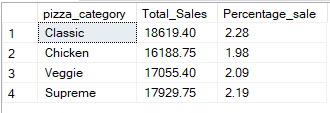 pizza_category Total_Sales Percentage_sale
1 Classic 18619.40 2.28
2 Chicken 16188.75 1.98
3 Veggie 17055.40 2.09
4 Supreme 17929.75 2.19